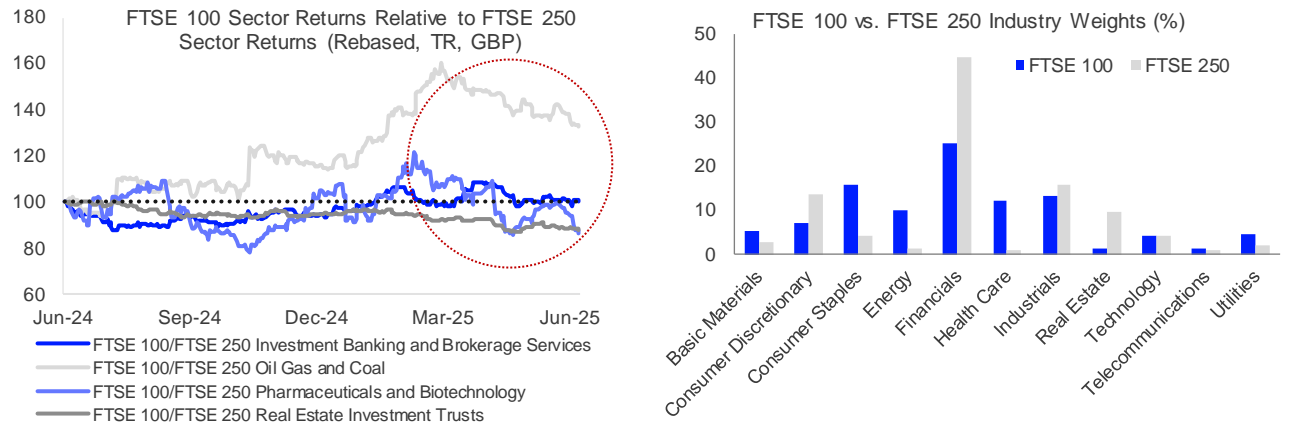 FTSE 100 Sector Returns Relative to FTSE 250
Sector Returns (Rebased, TR, GBP)
180
160
140
120
100
80
60
Jun-24
Sep-24
Dec-24
Mar-25
Jun-25
FTSE 100/FTSE 250 Investment Banking and Brokerage Services
FTSE 100/FTSE 250 Oil Gas and Coal
FTSE 100/FTSE 250 Pharmaceuticals and Biotechnology
FTSE 100/FTSE 250 Real Estate Investment Trusts
FTSE 100 vs. FTSE 250 Industry Weights (%)
FTSE 100
FTSE 250
50
40
30
20
10
0
Basic Materials
Consumer Discretionary
Consumer Staples
Energy
Financials
Health Care
Industrials
Real Estate
Technology
Telecommunications
Utilities